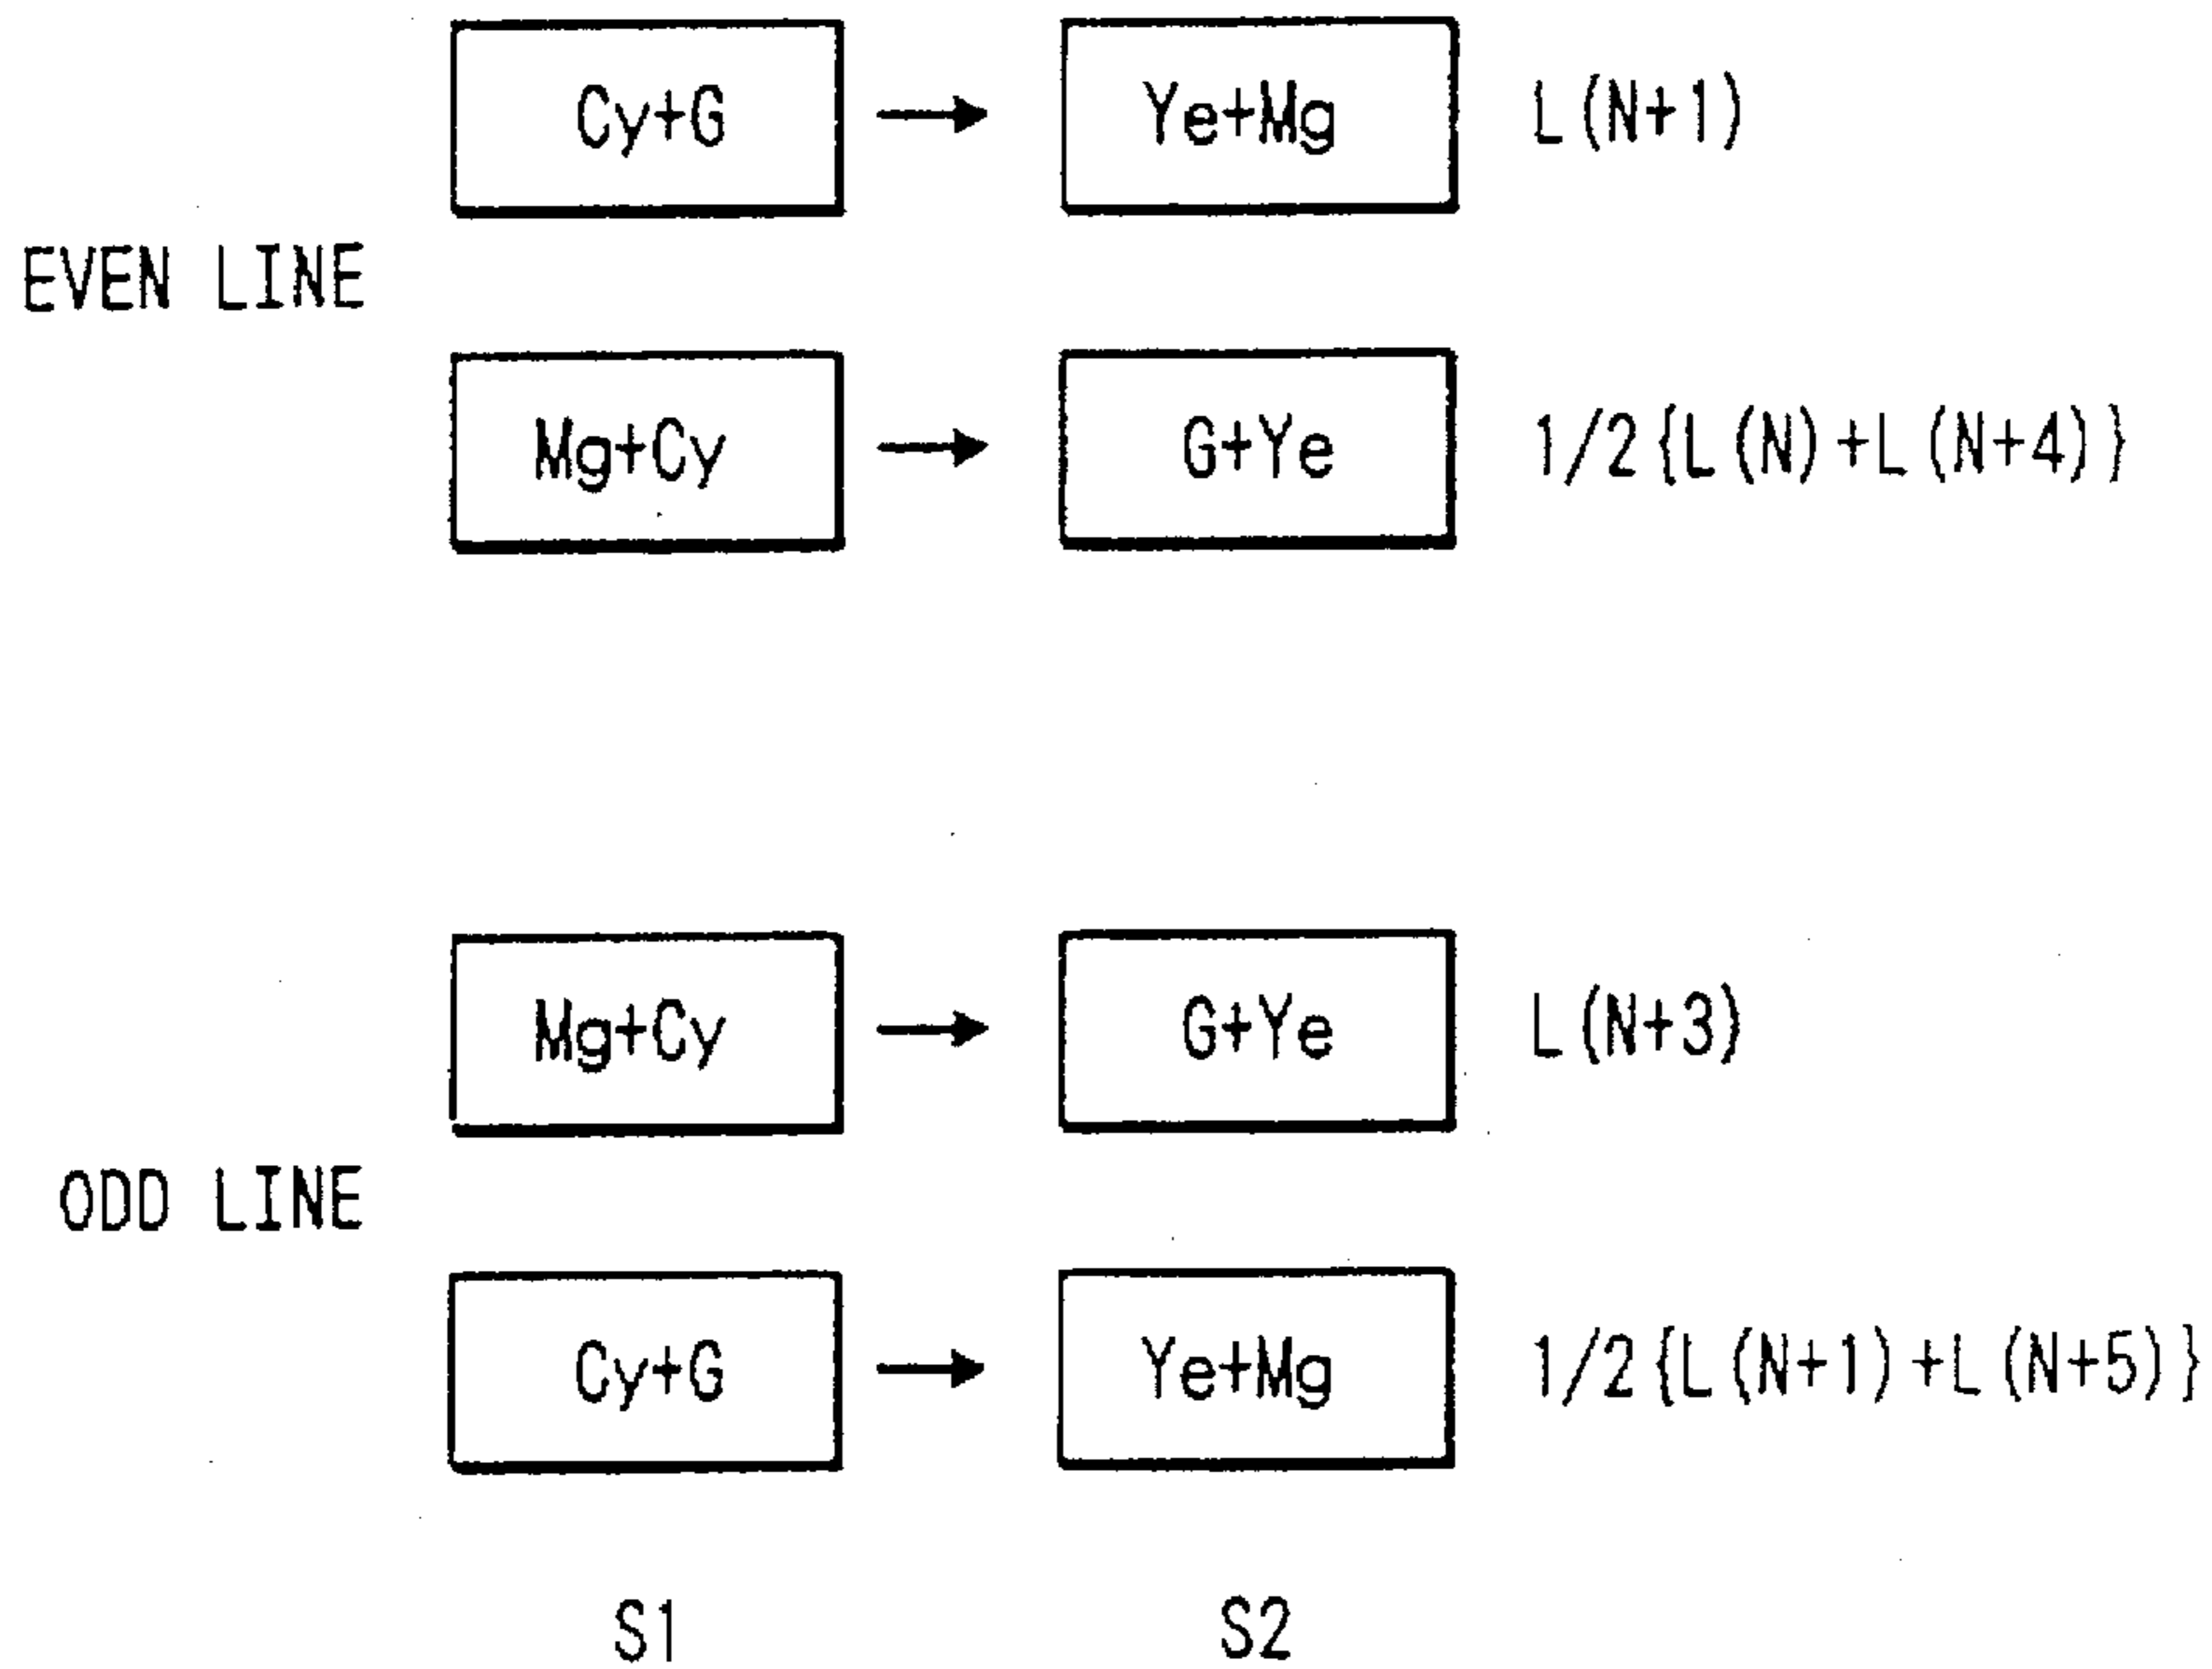 Cy+G → Ye+Mg L(N+1)
EVEN LINE
Mg+Cy → G+Ye 1/2{L(N)+L(N+4)}
Mg+Cy → G+Ye L(N+3)
ODD LINE
Cy+G → Ye+Mg 1/2{L(N+1)+L(N+5)}
S1 S2